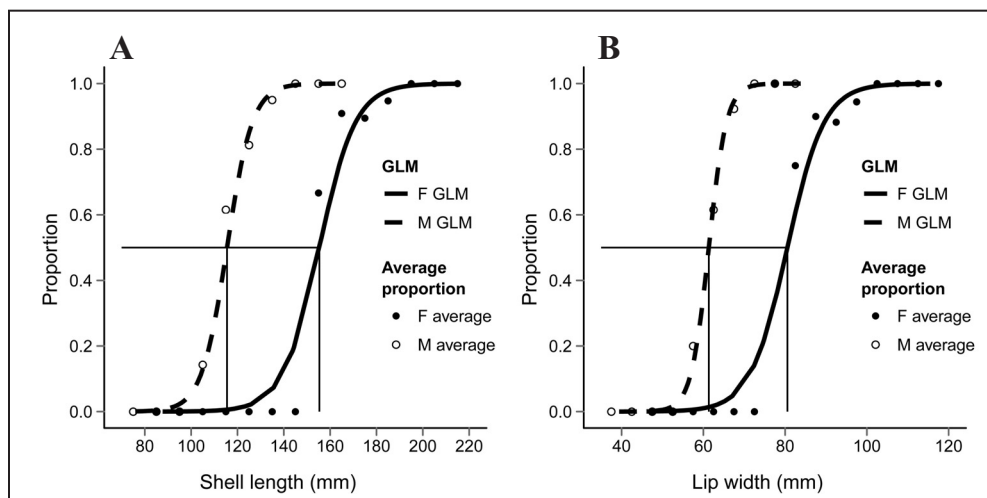 A
1.0
0.8
0.6
0.4
0.2
0.0
Proportion
80 100 120 140 160 180 200 220
Shell length (mm)
GLM
F GLM
M GLM
Average
proportion
F average
M average
B
1.0
0.8
0.6
0.4
0.2
0.0
Proportion
40 60 80 100 120
Lip width (mm)
GLM
F GLM
M GLM
Average
proportion
F average
M average